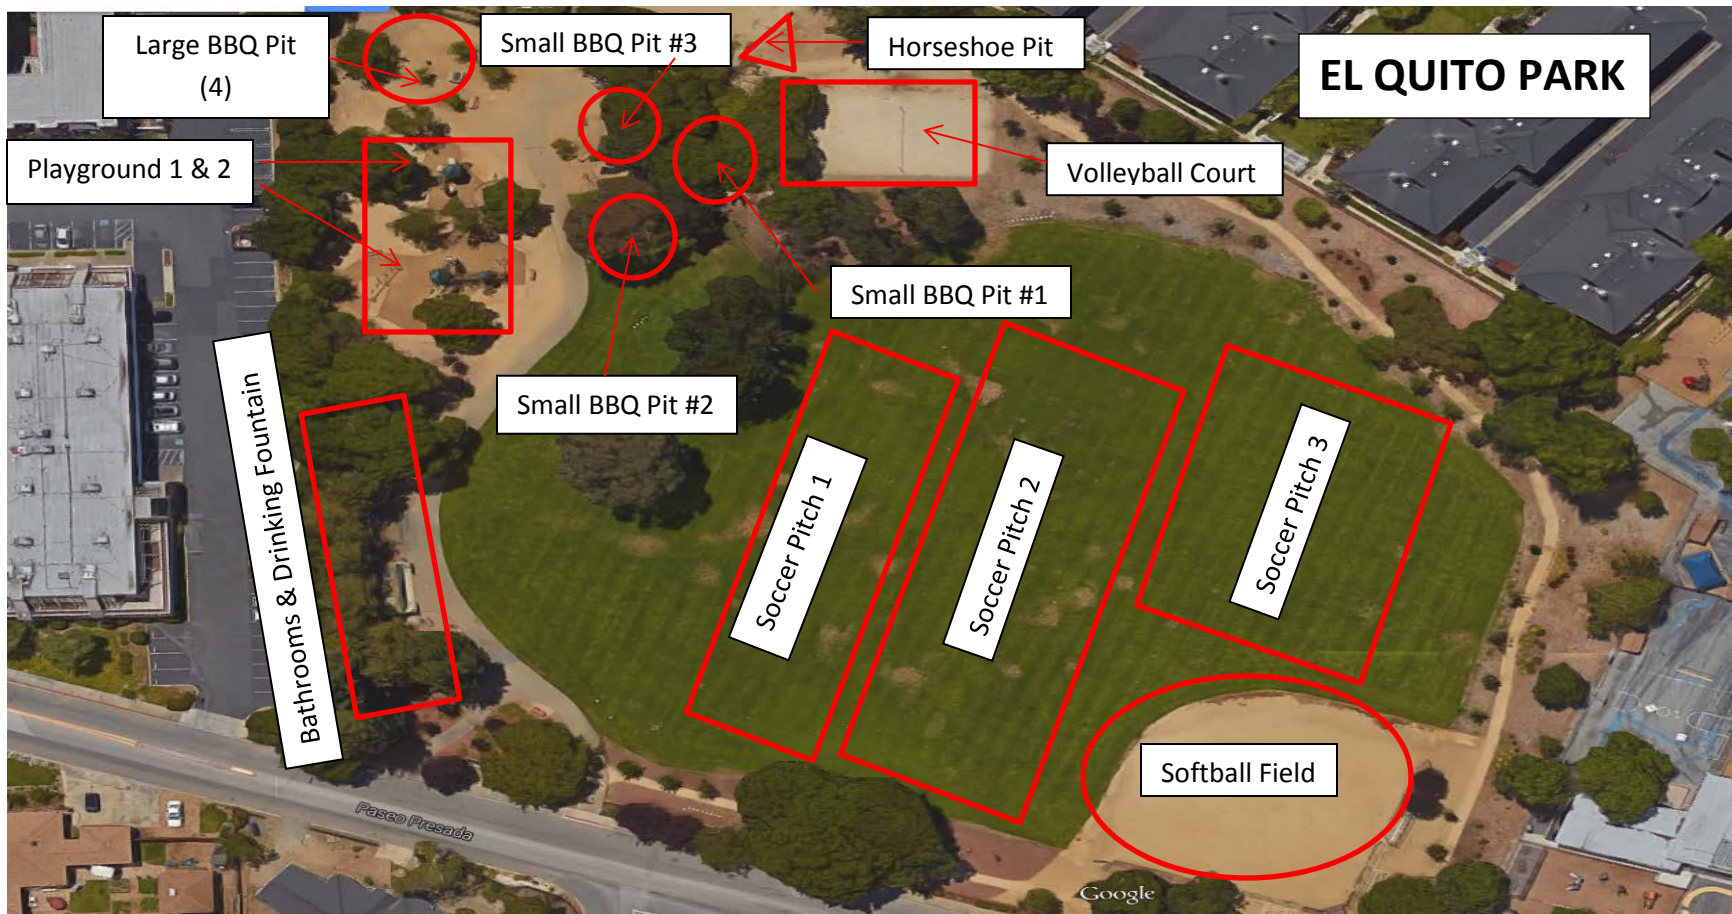 Large BBQ Pit
(4)
Small BBQ Pit #3
Horseshoe Pit
EL QUITO PARK
Playground 1 & 2
Volleyball Court
Small BBQ Pit #1
Small BBQ Pit #2
Bathrooms & Drinking Fountain
Soccer Pitch 1
Soccer Pitch 2
Soccer Pitch 3
Softball Field
Paseo Presada
Google